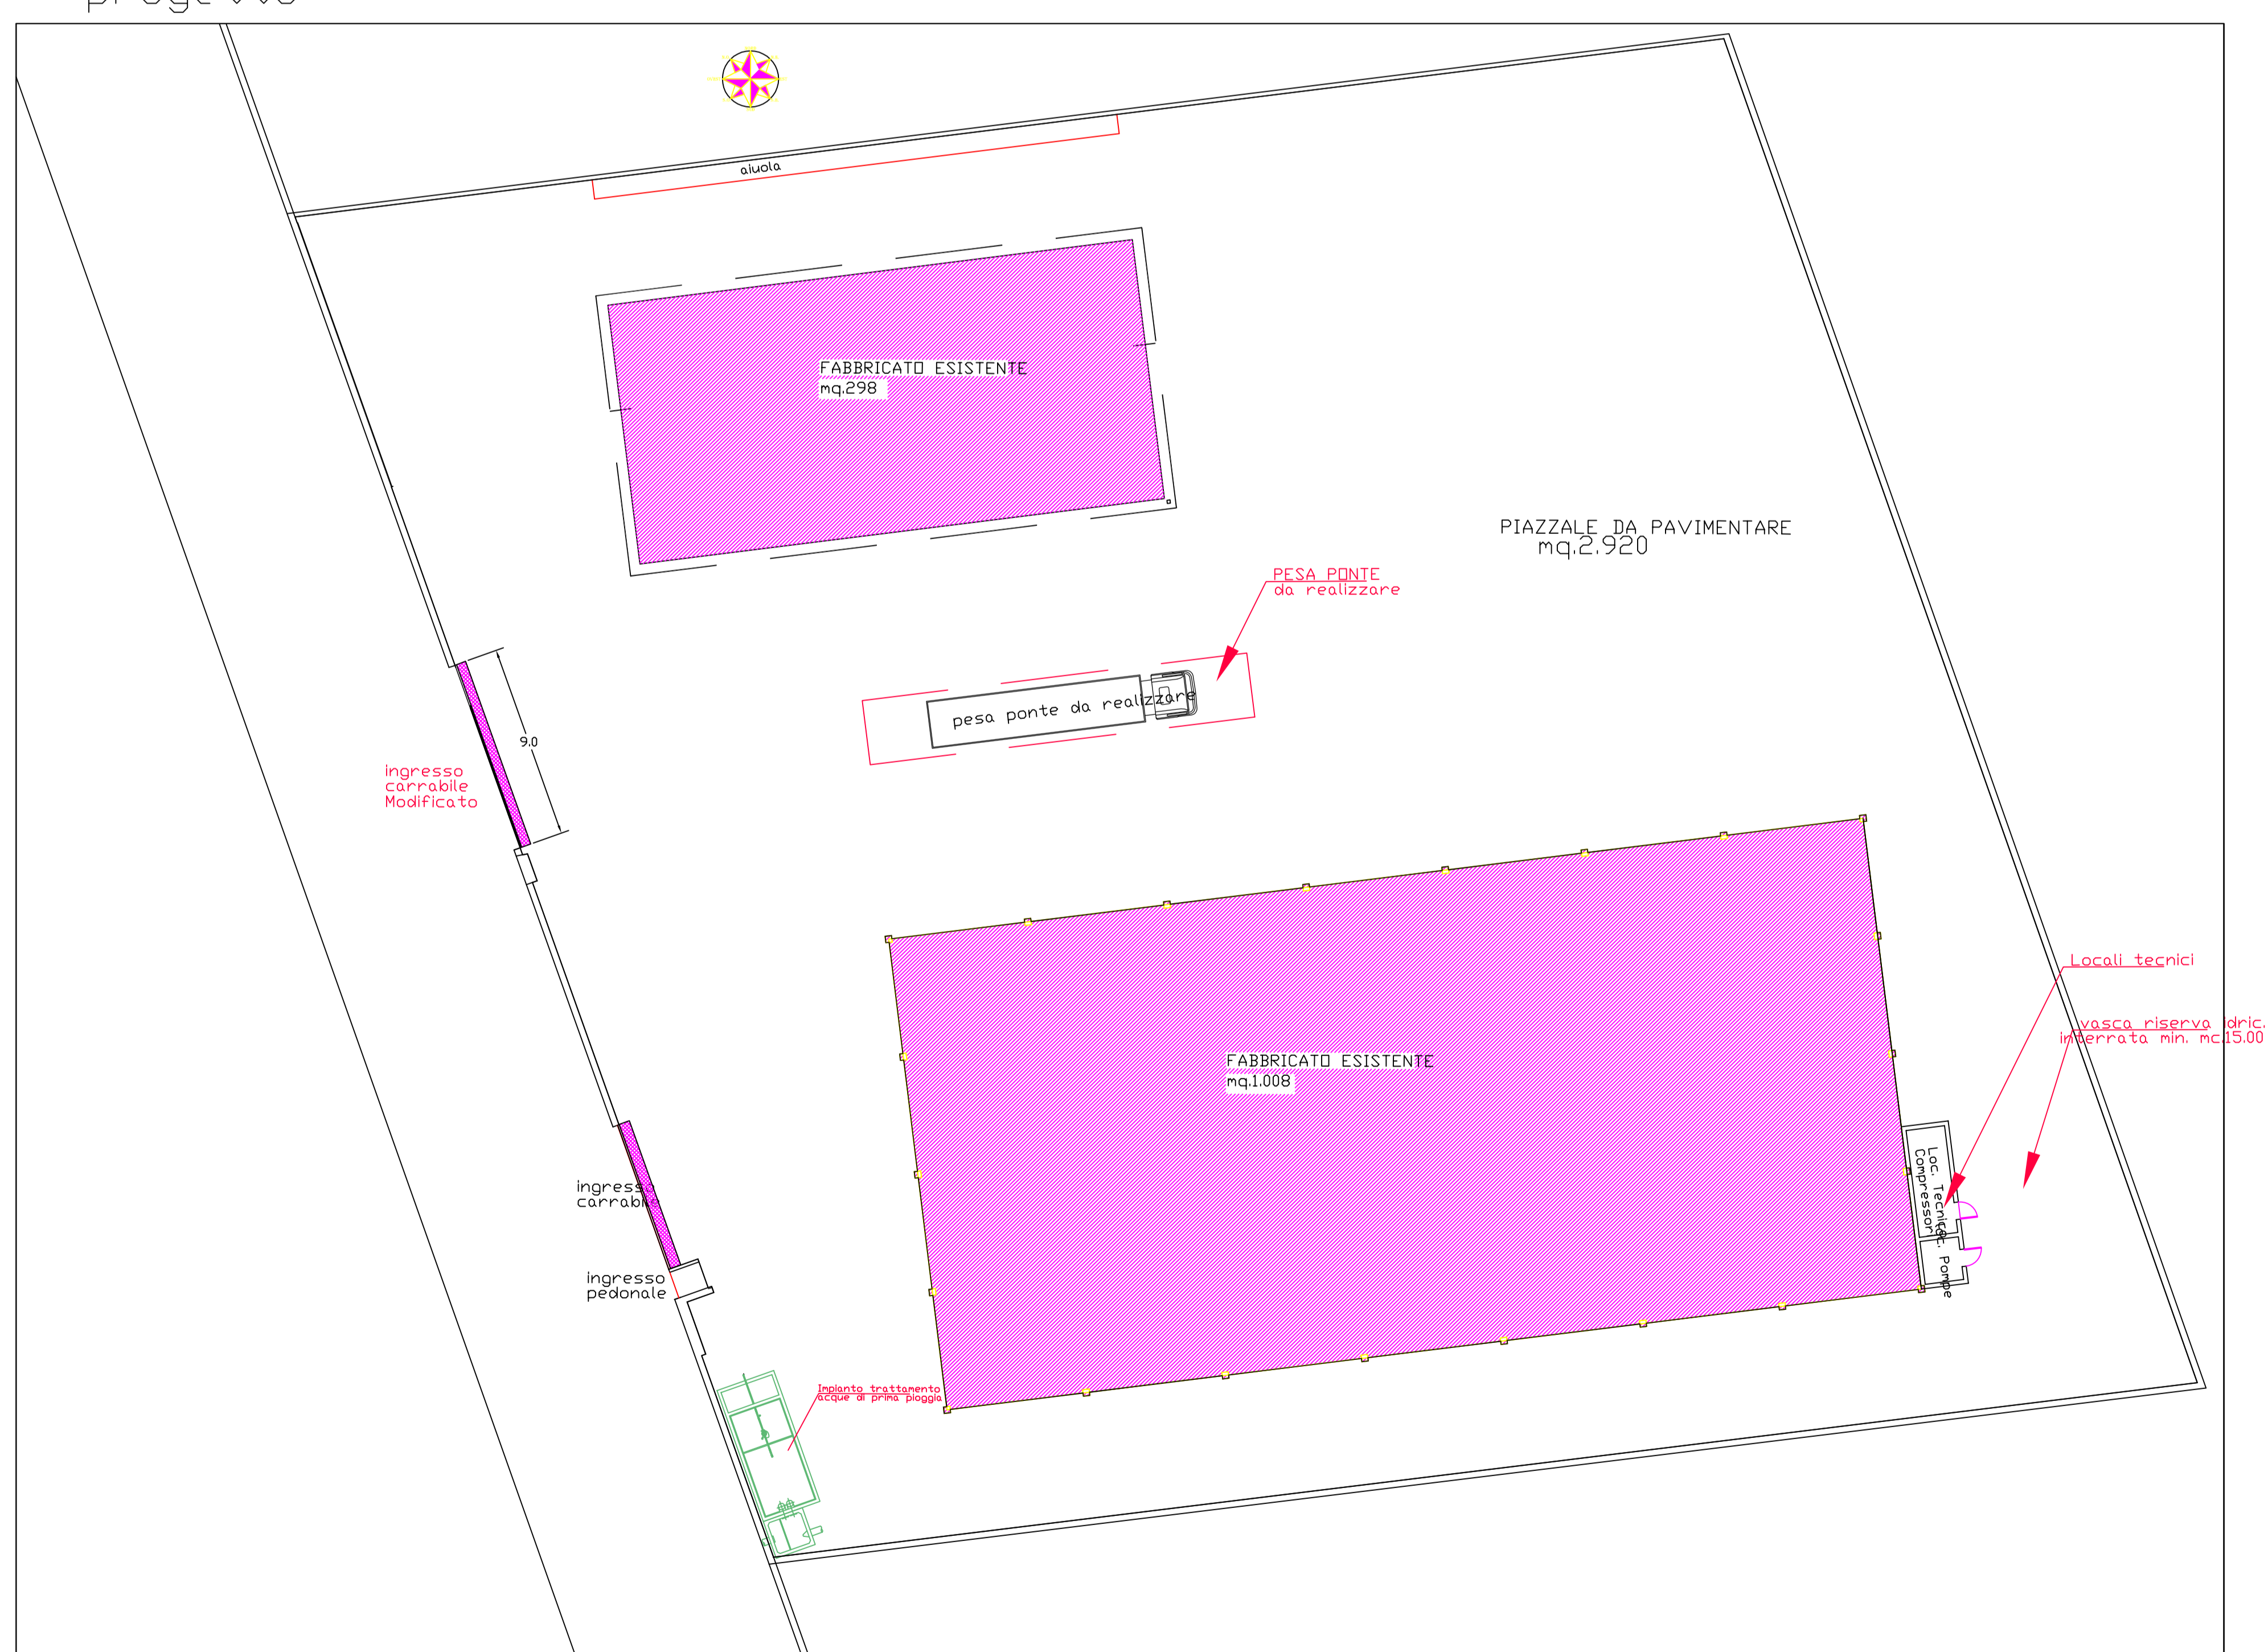 progetto
aiuola
FABBRICATO ESISTENTE
mq.298
PIAZZALE DA PAVIMENTARE
mq.2.920
PESA PONTE
da realizzare
pesa ponte da realizzare
9.0
ingresso
carrabile
Modificato
Locali tecnici
vasca riserva idric.
interrata min. mc.15.00
FABBRICATO ESISTENTE
mq.1.008
Loc. Tecnico
Compressori
Loc. Pompe
ingresso
carrabile
ingresso
pedonale
Impianto trattamento
acque di prima pioggia